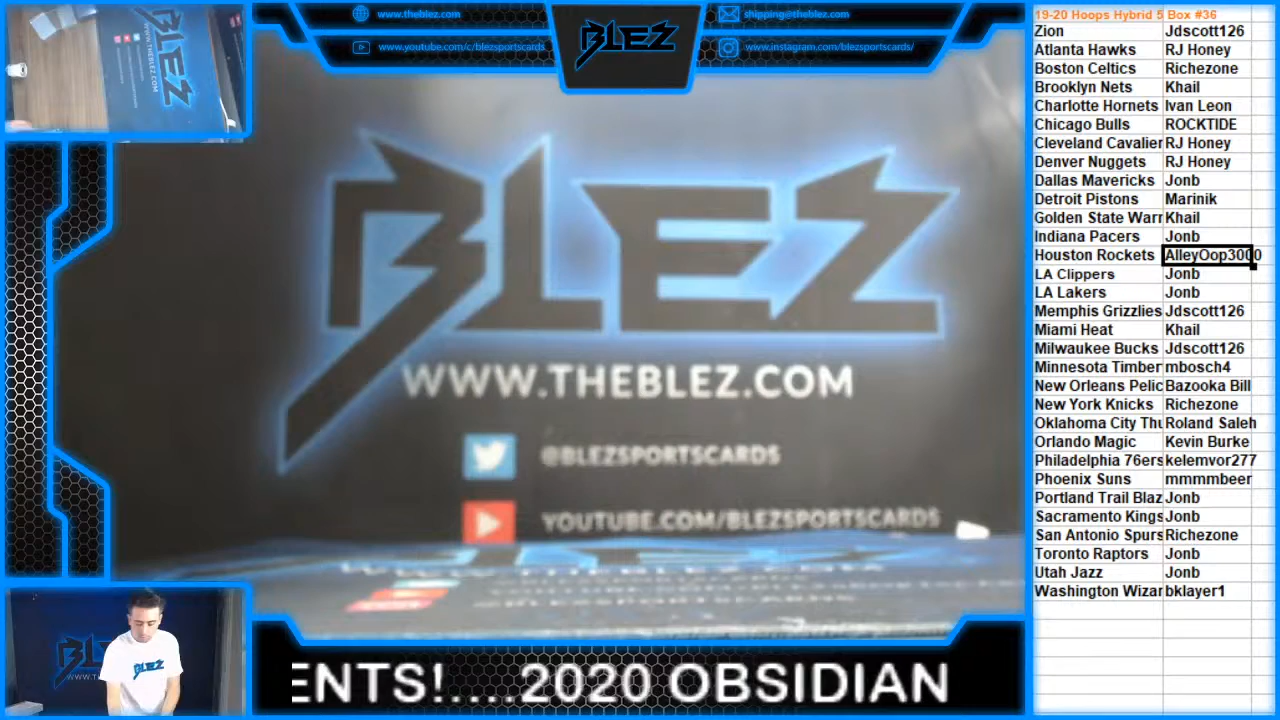 www.theblez.com
www.youtube.com/c/blezsportscards
BLEZ
shipping@theblez.com
www.instagram.com/blezsportscards/
BLEZ
WWW.THEBLEZ.COM
@BLEZSPORTSCARDS
YOUTUBE.COM/BLEZSPORTSCARDS
WWW.THEBLEZ.COM
BLEZ
ENTS!....2020 OBSIDIAN
19-20 Hoops Hybrid 5 Box #36
Zion Jdscott126
Atlanta Hawks RJ Honey
Boston Celtics Richezone
Brooklyn Nets Khail
Charlotte Hornets Ivan Leon
Chicago Bulls ROCKTIDE
Cleveland Cavalier RJ Honey
Denver Nuggets RJ Honey
Dallas Mavericks Jonb
Detroit Pistons Marinik
Golden State Warr Khail
Indiana Pacers Jonb
Houston Rockets AlleyOop3000
LA Clippers Jonb
LA Lakers Jonb
Memphis Grizzlies Jdscott126
Miami Heat Khail
Milwaukee Bucks Jdscott126
Minnesota Timber mbosch4
New Orleans Pelic Bazooka Bill
New York Knicks Richezone
Oklahoma City Thu Roland Saleh
Orlando Magic Kevin Burke
Philadelphia 76ers kelemvor277
Phoenix Suns mmmmbeer
Portland Trail Blaz Jonb
Sacramento Kings Jonb
San Antonio Spurs Richezone
Toronto Raptors Jonb
Utah Jazz Jonb
Washington Wizar bklayer1